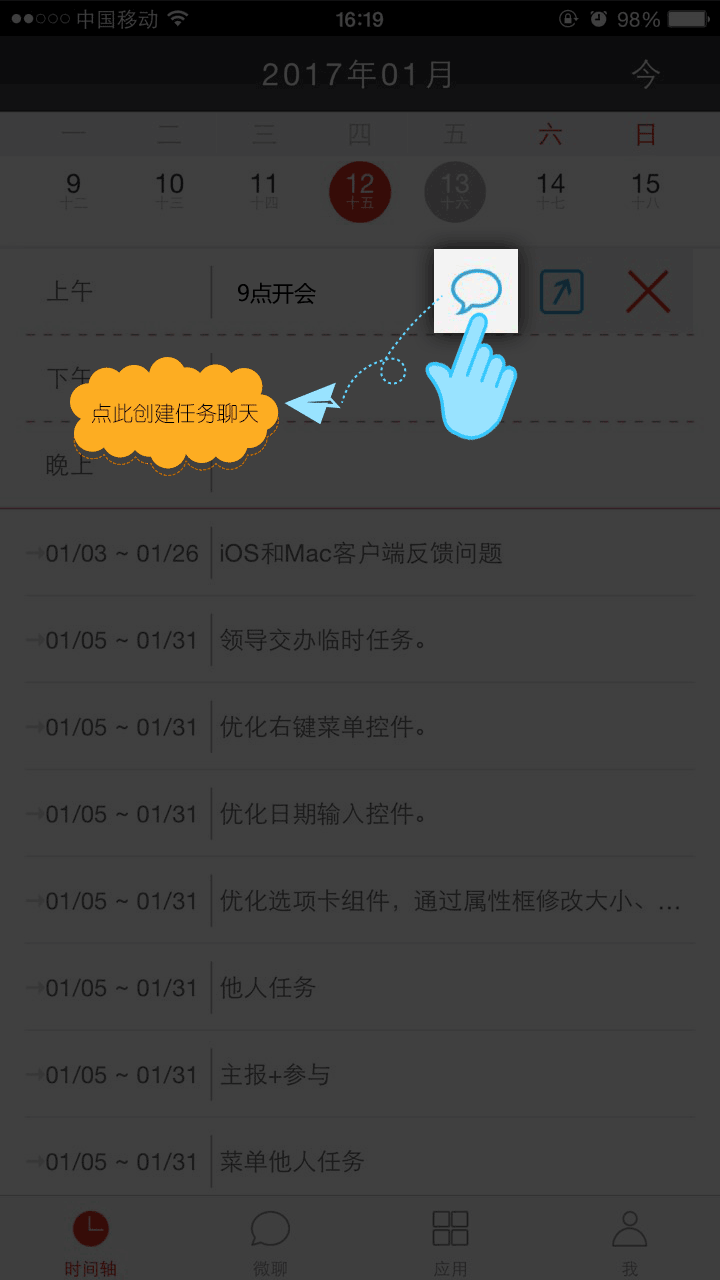 中国移动 16:19 98%
2017年01月 今
一 二 三 四 五 六 日
9 10 11 12 13 14 15
十二 十三 十四 十五 十六 十七 十八
上午 9点开会
下午
点此创建任务聊天
晚上
01/03 ~ 01/26 iOS和Mac客户端反馈问题
01/05 ~ 01/31 领导交办临时任务。
01/05 ~ 01/31 优化右键菜单控件。
01/05 ~ 01/31 优化日期输入控件。
01/05 ~ 01/31 优化选项卡组件，通过属性框修改大小、...
01/05 ~ 01/31 他人任务
01/05 ~ 01/31 主报+参与
01/05 ~ 01/31 菜单他人任务
时间轴 微聊 应用 我